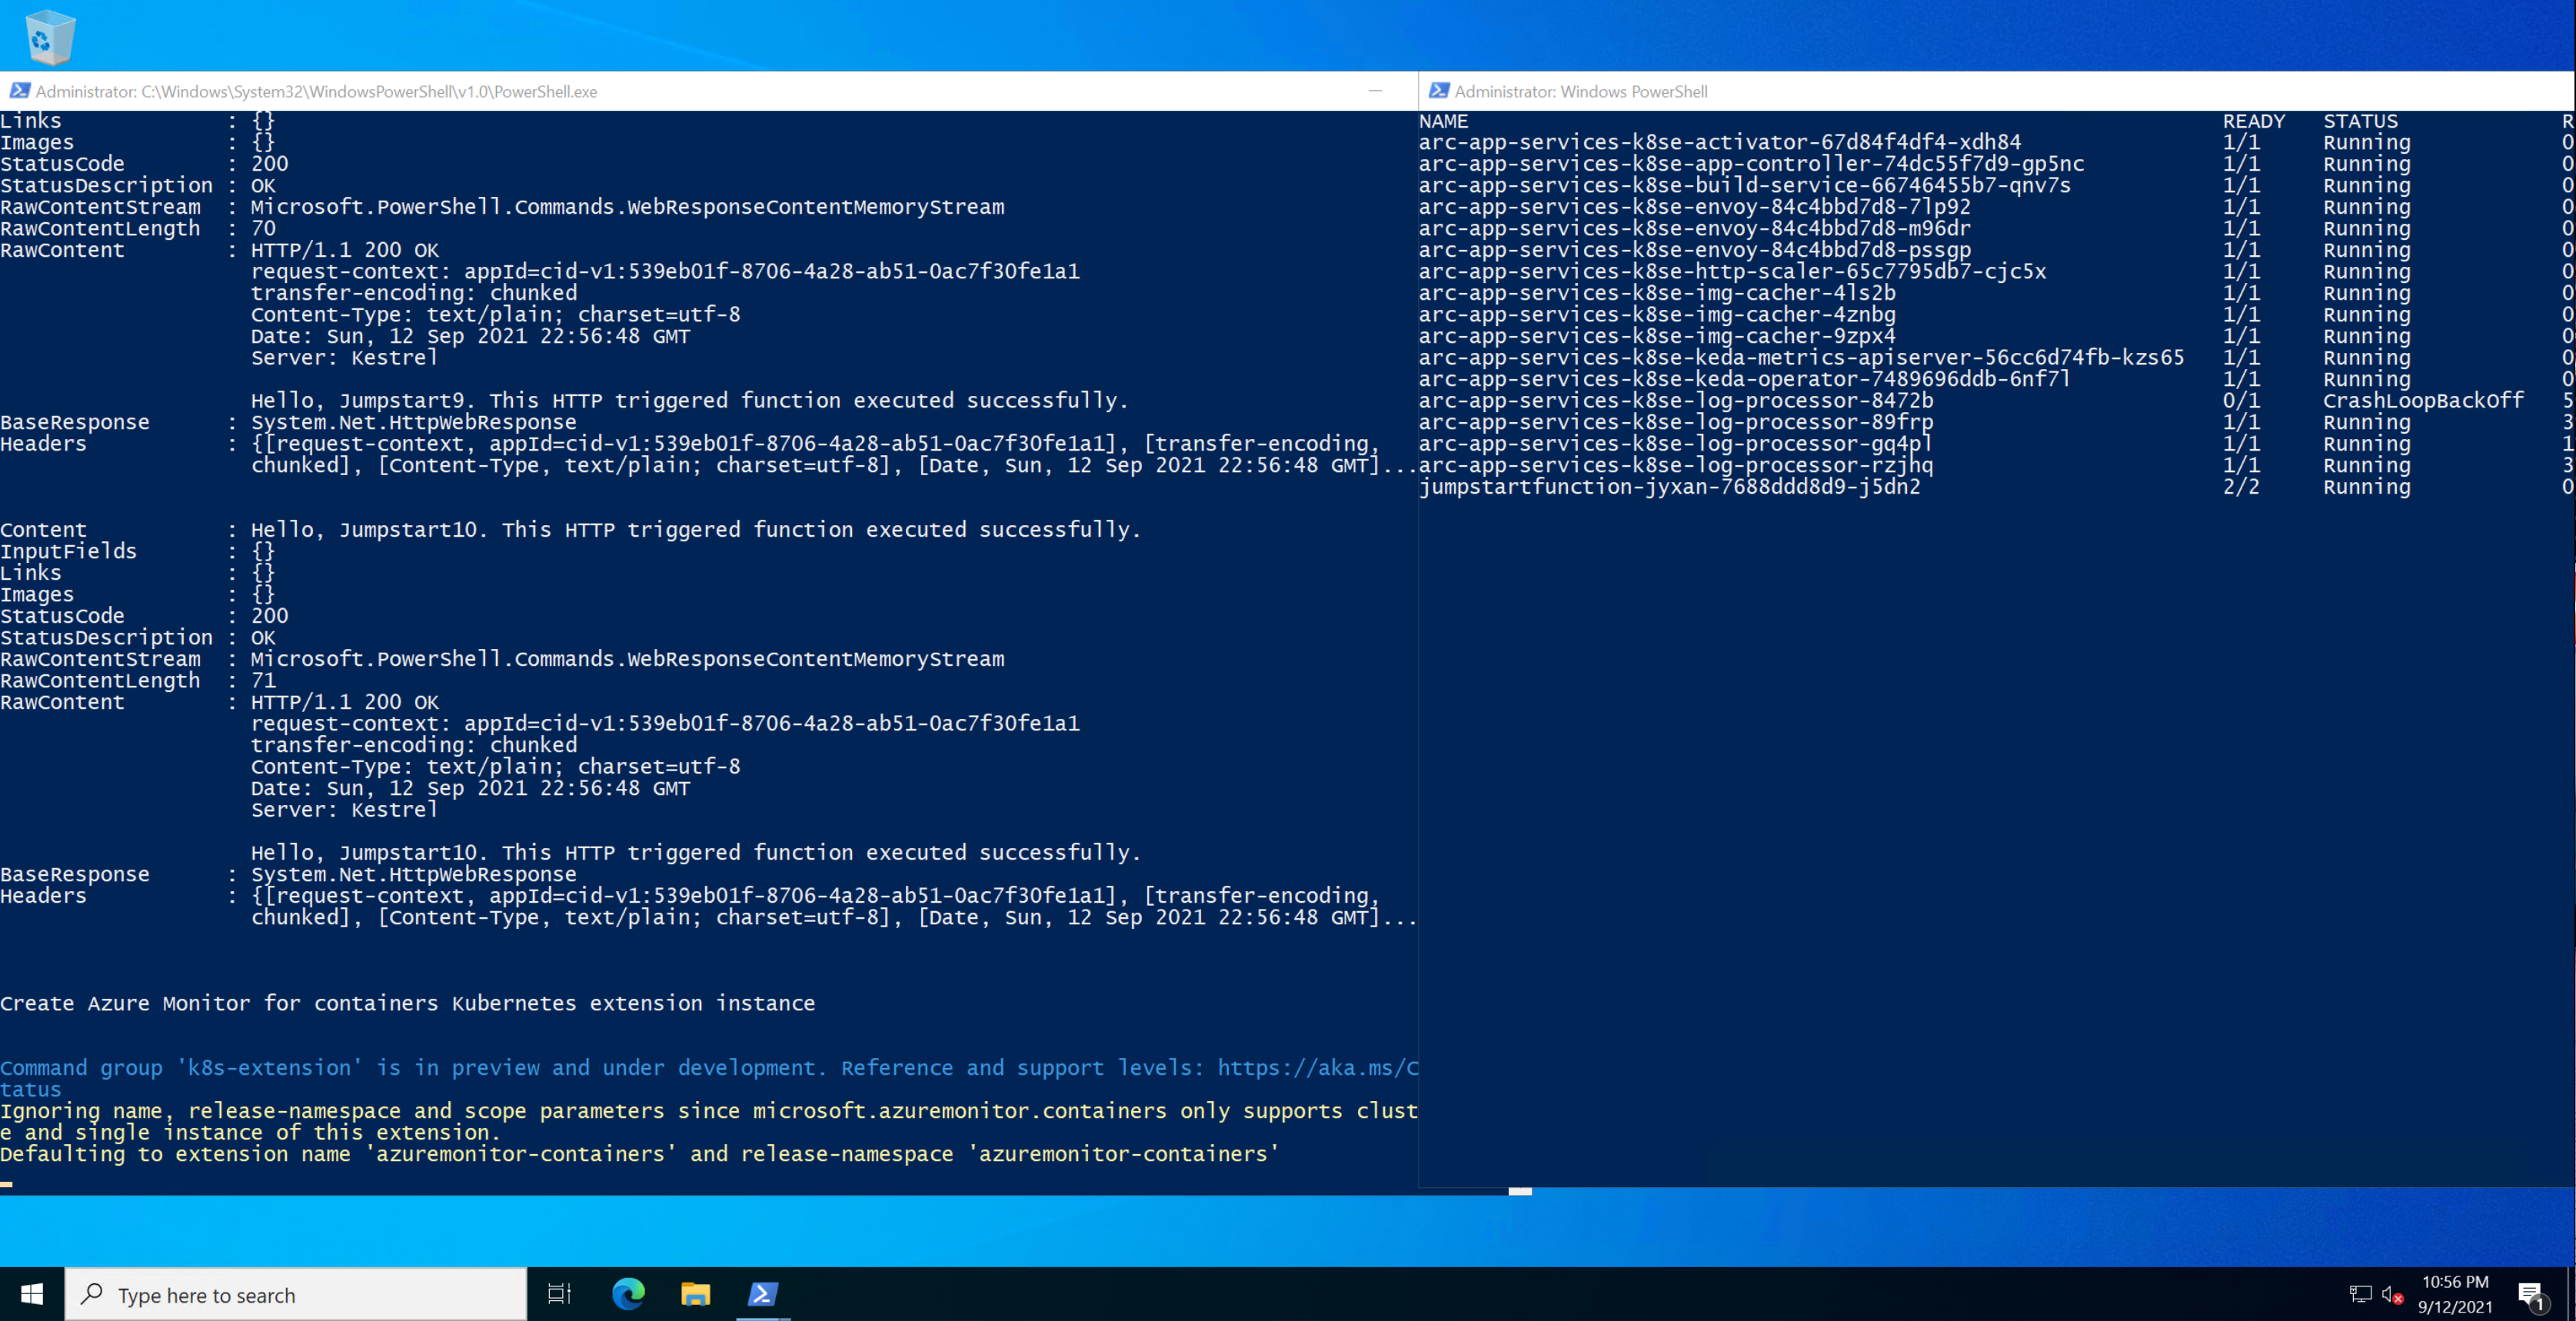 Administrator: C:\Windows\System32\WindowsPowerShell\v1.0\PowerShell.exe
Links : {}
Images : {}
StatusCode : 200
StatusDescription : OK
RawContentStream : Microsoft.PowerShell.Commands.WebResponseContentMemoryStream
RawContentLength : 70
RawContent : HTTP/1.1 200 OK
request-context: appId=cid-v1:539eb01f-8706-4a28-ab51-0ac7f30fe1a1
transfer-encoding: chunked
Content-Type: text/plain; charset=utf-8
Date: Sun, 12 Sep 2021 22:56:48 GMT
Server: Kestrel
Hello, Jumpstart9. This HTTP triggered function executed successfully.
BaseResponse : System.Net.HttpWebResponse
Headers : {[request-context, appId=cid-v1:539eb01f-8706-4a28-ab51-0ac7f30fe1a1], [transfer-encoding,
chunked], [Content-Type, text/plain; charset=utf-8], [Date, Sun, 12 Sep 2021 22:56:48 GMT]...
Content : Hello, Jumpstart10. This HTTP triggered function executed successfully.
InputFields : {}
Links : {}
Images : {}
StatusCode : 200
StatusDescription : OK
RawContentStream : Microsoft.PowerShell.Commands.WebResponseContentMemoryStream
RawContentLength : 71
RawContent : HTTP/1.1 200 OK
request-context: appId=cid-v1:539eb01f-8706-4a28-ab51-0ac7f30fe1a1
transfer-encoding: chunked
Content-Type: text/plain; charset=utf-8
Date: Sun, 12 Sep 2021 22:56:48 GMT
Server: Kestrel
Hello, Jumpstart10. This HTTP triggered function executed successfully.
BaseResponse : System.Net.HttpWebResponse
Headers : {[request-context, appId=cid-v1:539eb01f-8706-4a28-ab51-0ac7f30fe1a1], [transfer-encoding,
chunked], [Content-Type, text/plain; charset=utf-8], [Date, Sun, 12 Sep 2021 22:56:48 GMT]...
Create Azure Monitor for containers Kubernetes extension instance
Command group 'k8s-extension' is in preview and under development. Reference and support levels: https://aka.ms/C
tatus
Ignoring name, release-namespace and scope parameters since microsoft.azuremonitor.containers only supports clust
e and single instance of this extension.
Defaulting to extension name 'azuremonitor-containers' and release-namespace 'azuremonitor-containers'
Administrator: Windows PowerShell
NAME READY STATUS R
arc-app-services-k8se-activator-67d84f4df4-xdh84 1/1 Running 0
arc-app-services-k8se-app-controller-74dc55f7d9-gp5nc 1/1 Running 0
arc-app-services-k8se-build-service-66746455b7-qnv7s 1/1 Running 0
arc-app-services-k8se-envoy-84c4bbd7d8-7lp92 1/1 Running 0
arc-app-services-k8se-envoy-84c4bbd7d8-m96dr 1/1 Running 0
arc-app-services-k8se-envoy-84c4bbd7d8-pssgp 1/1 Running 0
arc-app-services-k8se-http-scaler-65c7795db7-cjc5x 1/1 Running 0
arc-app-services-k8se-img-cacher-4ls2b 1/1 Running 0
arc-app-services-k8se-img-cacher-4znbg 1/1 Running 0
arc-app-services-k8se-img-cacher-9zpx4 1/1 Running 0
arc-app-services-k8se-keda-metrics-apiserver-56cc6d74fb-kzs65 1/1 Running 0
arc-app-services-k8se-keda-operator-7489696ddb-6nf7l 1/1 Running 0
arc-app-services-k8se-log-processor-8472b 0/1 CrashLoopBackOff 5
arc-app-services-k8se-log-processor-89frp 1/1 Running 3
arc-app-services-k8se-log-processor-gq4pl 1/1 Running 1
arc-app-services-k8se-log-processor-rzjhq 1/1 Running 3
jumpstartfunction-jyxan-7688ddd8d9-j5dn2 2/2 Running 0
Type here to search
10:56 PM
9/12/2021
1